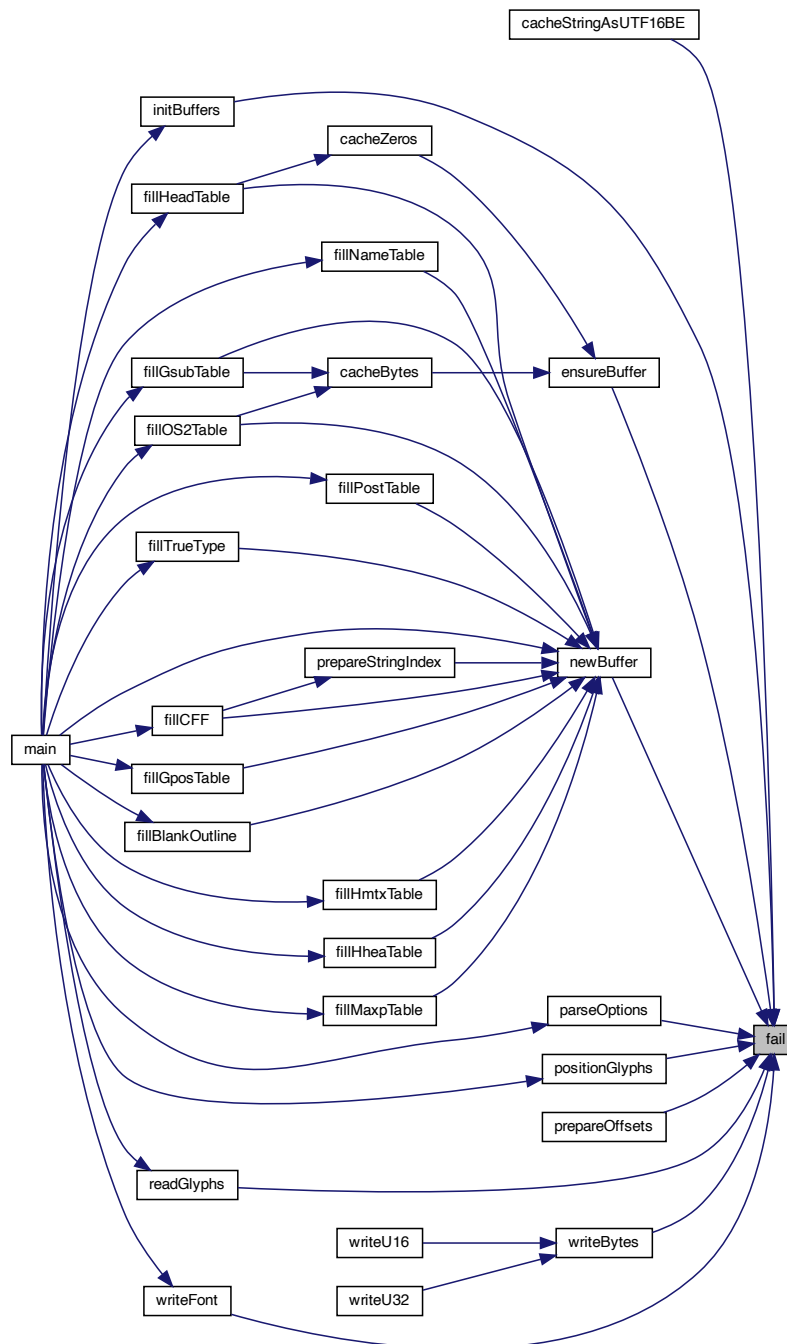 cacheStringAsUTF16BE
initBuffers
cacheZeros
fillHeadTable
fillNameTable
fillGsubTable
cacheBytes
ensureBuffer
fillOS2Table
fillPostTable
fillTrueType
prepareStringIndex
newBuffer
fillCFF
main
fillGposTable
fillBlankOutline
fillHmtxTable
fillHheaTable
fillMaxpTable
parseOptions
fail
positionGlyphs
prepareOffsets
readGlyphs
writeU16
writeBytes
writeFont
writeU32